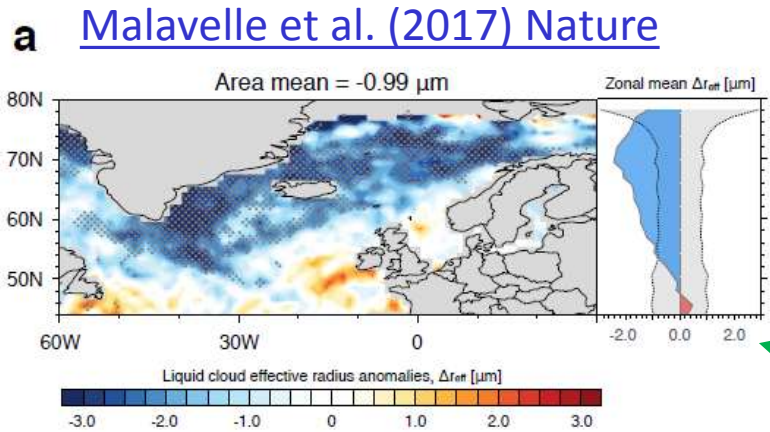 Malavelle et al. (2017) Nature
a
Area mean = -0.99 μm
Zonal mean Δreff [μm]
80N
70N
60N
50N
60W 30W 0
-2.0 0.0 2.0
Liquid cloud effective radius anomalies, Δreff [μm]
-3.0 -2.0 -1.0 0 1.0 2.0 3.0